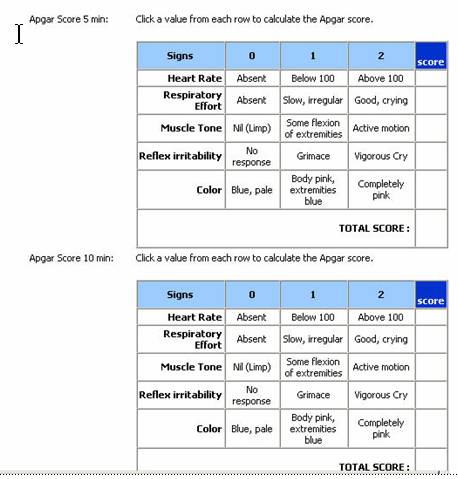 Apgar Score 5 min: Click a value from each row to calculate the Apgar score.
Signs 0 1 2 score
Heart Rate Absent Below 100 Above 100
Respiratory Effort Absent Slow, irregular Good, crying
Muscle Tone Nil (Limp) Some flexion of extremities Active motion
Reflex irritability No response Grimace Vigorous Cry
Color Blue, pale Body pink, extremities blue Completely pink
TOTAL SCORE :
Apgar Score 10 min: Click a value from each row to calculate the Apgar score.
Signs 0 1 2 score
Heart Rate Absent Below 100 Above 100
Respiratory Effort Absent Slow, irregular Good, crying
Muscle Tone Nil (Limp) Some flexion of extremities Active motion
Reflex irritability No response Grimace Vigorous Cry
Color Blue, pale Body pink, extremities blue Completely pink
TOTAL SCORE :